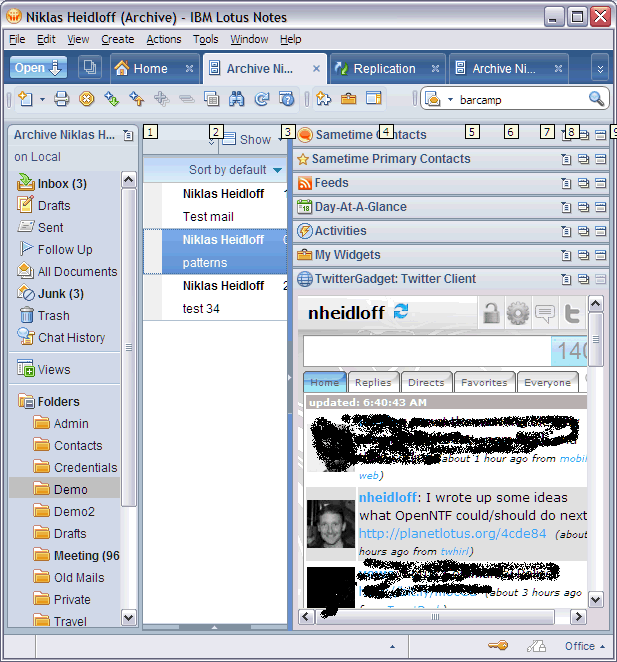 Niklas Heidloff (Archive) - IBM Lotus Notes
File Edit View Create Actions Tools Window Help
Open Home Archive Ni... Replication Archive Ni...
barcamp
Archive Niklas H...
on Local
Inbox (3)
Drafts
Sent
Follow Up
All Documents
Junk (3)
Trash
Chat History
Views
Folders
Admin
Contacts
Credentials
Demo
Demo2
Drafts
Meeting (96
Old Mails
Private
Travel
1 2 3 4 5 6 7 8 9
Show
Sort by default
Niklas Heidloff 1
Test mail
Niklas Heidloff 0
patterns
Niklas Heidloff 2
test 34
Sametime Contacts
Sametime Primary Contacts
Feeds
Day-At-A-Glance
Activities
My Widgets
TwitterGadget: Twitter Client
nheidloff
140
Home Replies Directs Favorites Everyone
updated: 6:40:43 AM
(about 1 hour ago from mobil
web)
nheidloff: I wrote up some ideas
what OpenNTF could/should do next
http://planetlotus.org/4cde84 (abo
hours ago from twhirl)
(about 3 hours
Office